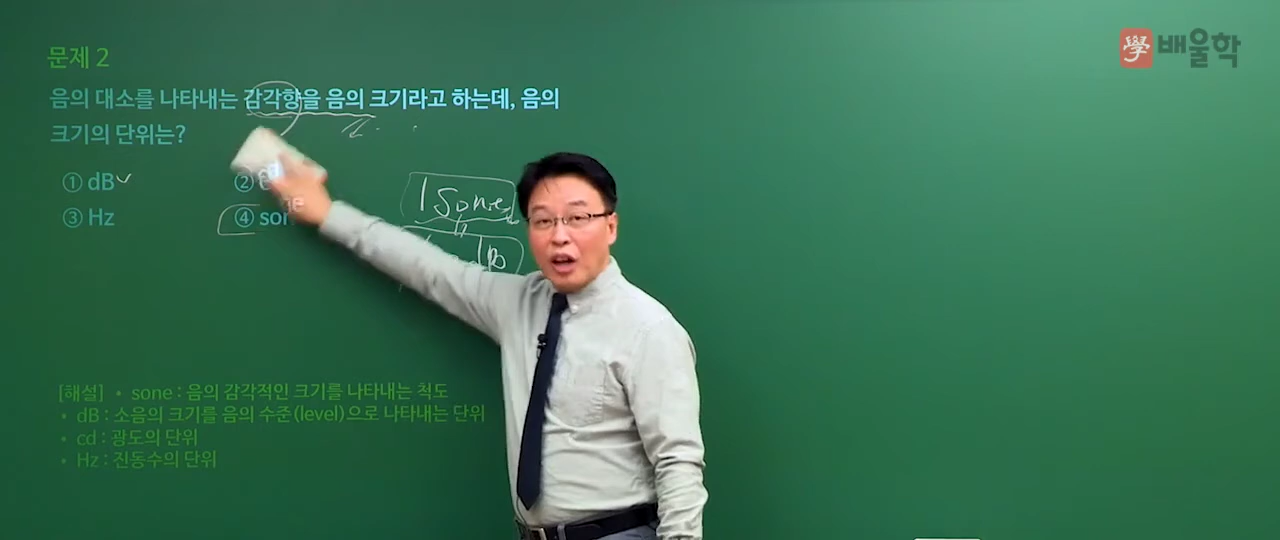 學 배울학
문제 2
음의 대소를 나타내는 감각량을 음의 크기라고 하는데, 음의
크기의 단위는?
① dB ②
③ Hz ④ son
1 Sone
dB
[해설] • sone : 음의 감각적인 크기를 나타내는 척도
• dB : 소음의 크기를 음의 수준(level)으로 나타내는 단위
• cd : 광도의 단위
• Hz : 진동수의 단위